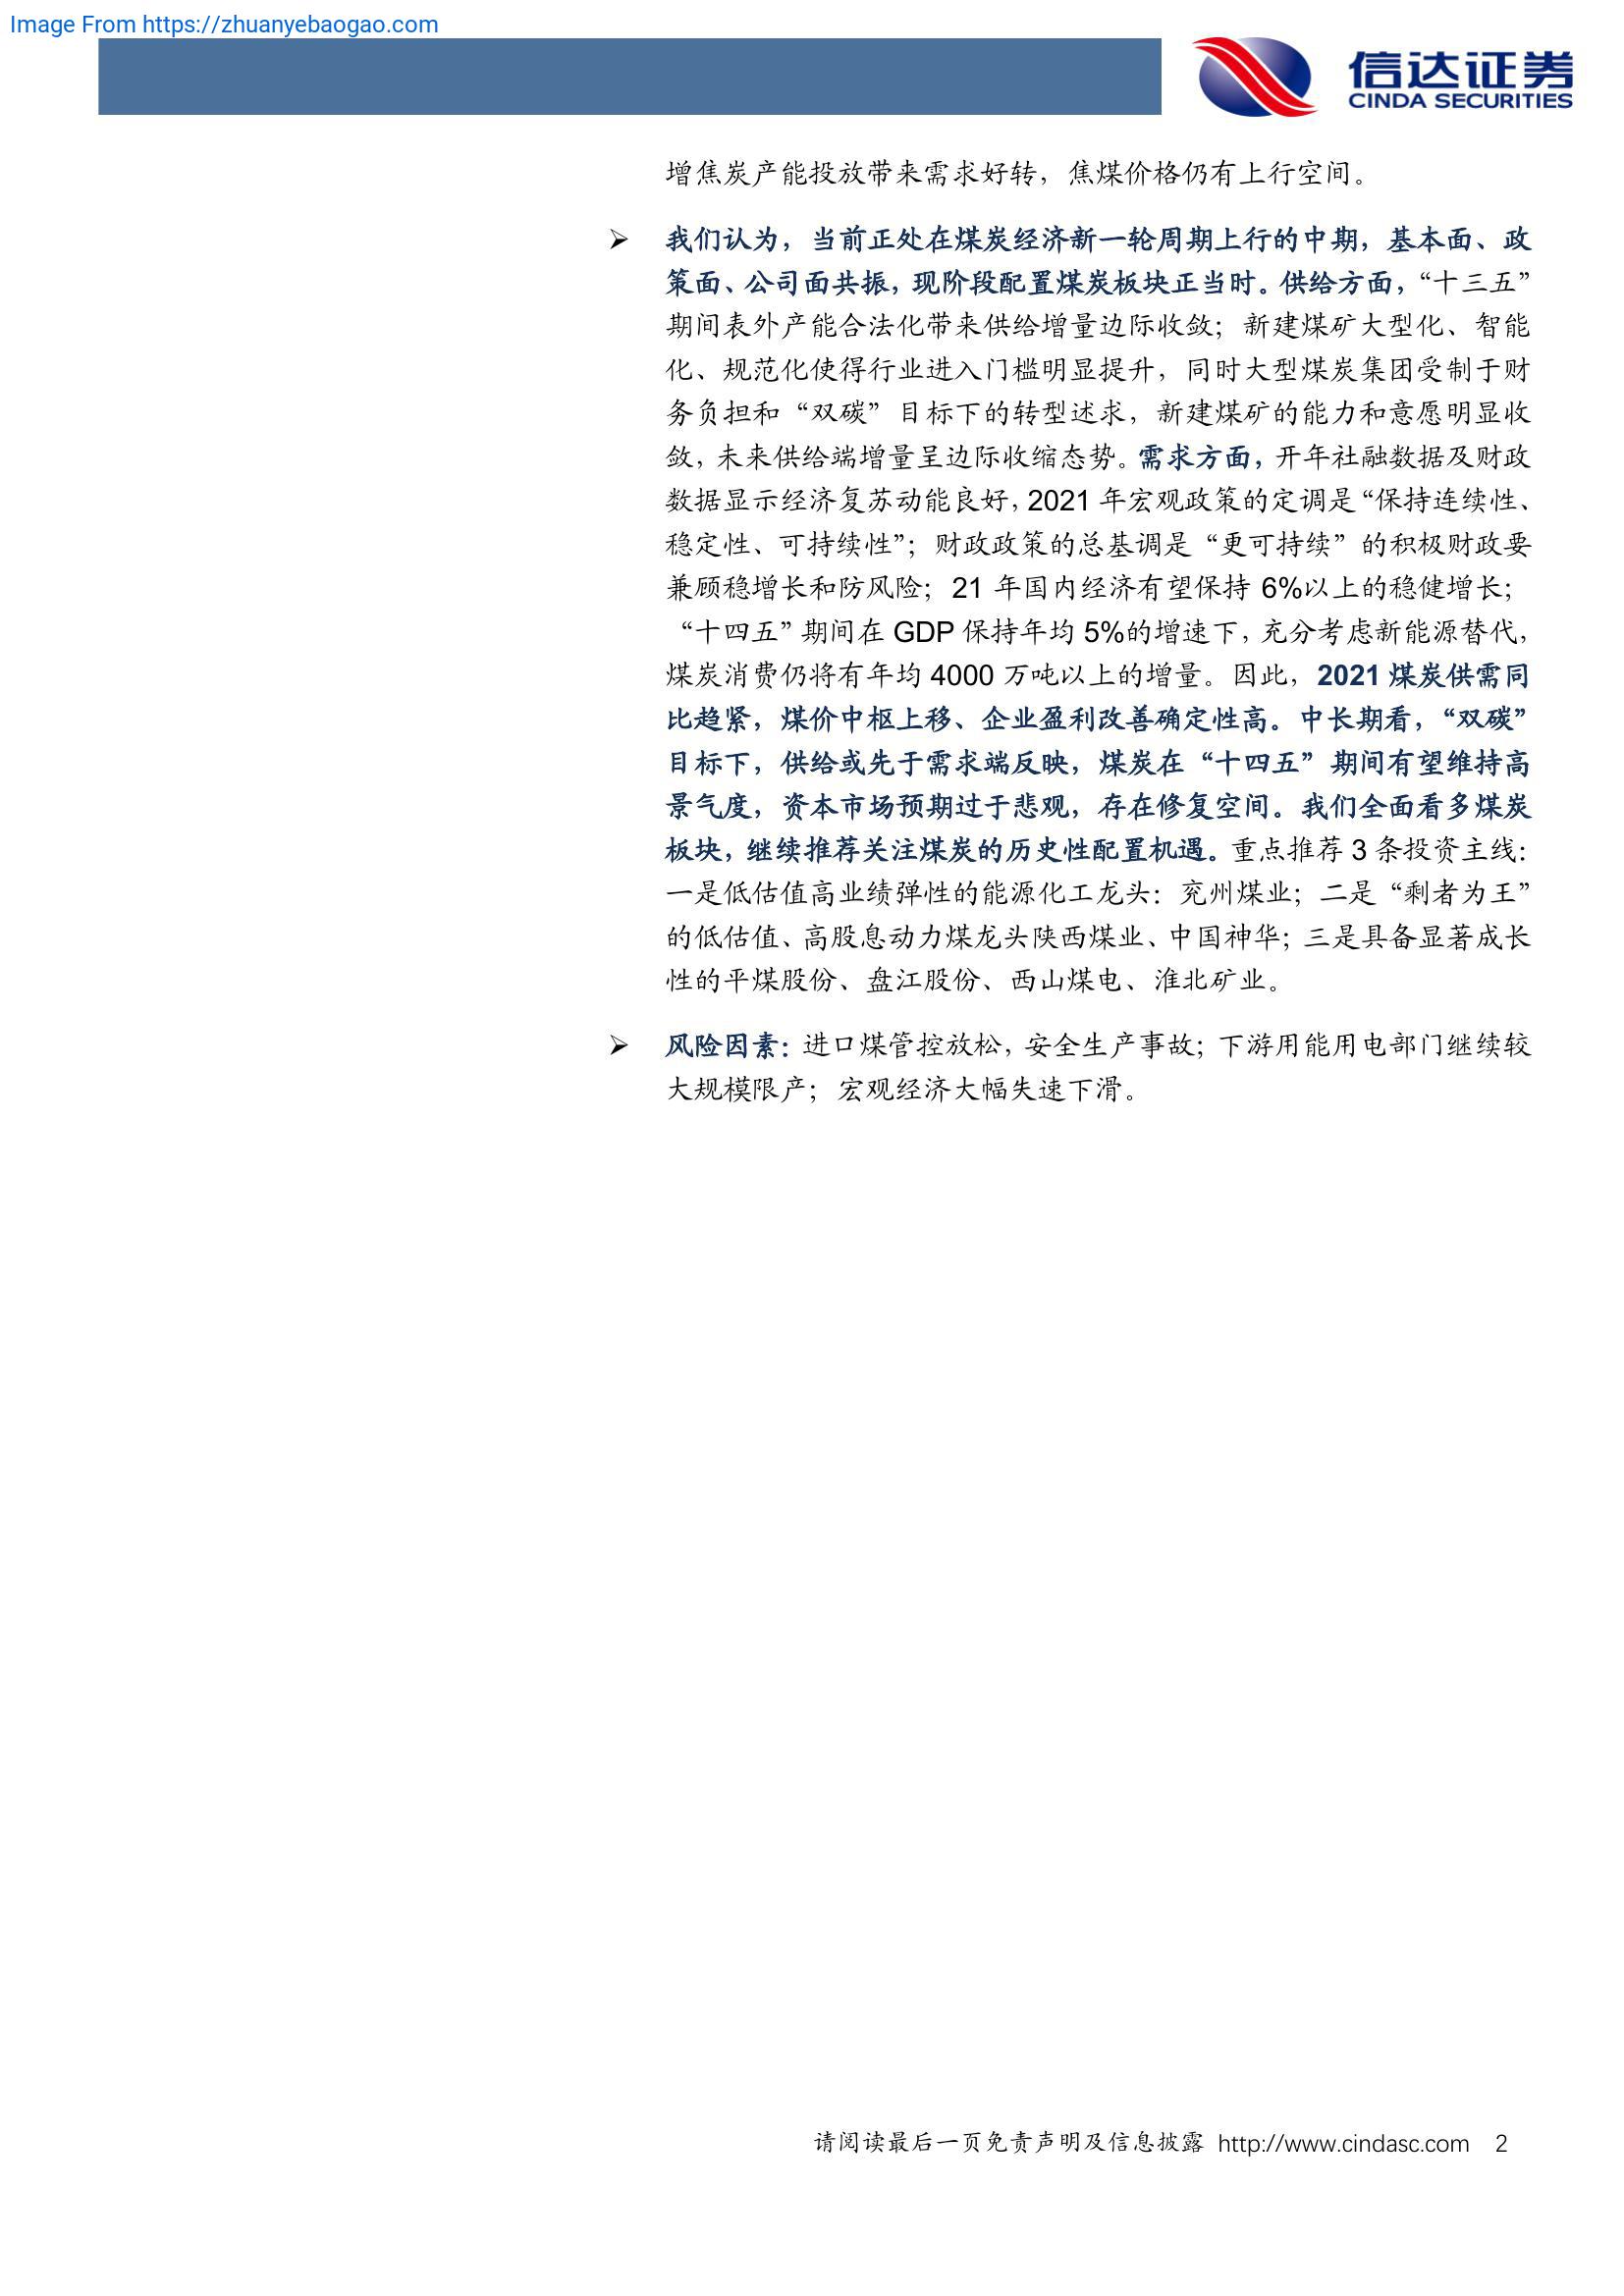 Image From https://zhuanyebaogao.com
信达证券
CINDA SECURITIES
增焦炭产能投放带来需求好转，焦煤价格仍有上行空间。
➢ 我们认为，当前正处在煤炭经济新一轮周期上行的中期，基本面、政
策面、公司面共振，现阶段配置煤炭板块正当时。供给方面，“十三五”
期间表外产能合法化带来供给增量边际收敛；新建煤矿大型化、智能
化、规范化使得行业进入门槛明显提升，同时大型煤炭集团受制于财
务负担和“双碳”目标下的转型述求，新建煤矿的能力和意愿明显收
敛，未来供给端增量呈边际收缩态势。需求方面，开年社融数据及财政
数据显示经济复苏动能良好，2021 年宏观政策的定调是“保持连续性、
稳定性、可持续性”；财政政策的总基调是“更可持续”的积极财政要
兼顾稳增长和防风险；21 年国内经济有望保持 6%以上的稳健增长；
“十四五”期间在 GDP 保持年均 5%的增速下，充分考虑新能源替代，
煤炭消费仍将有年均 4000 万吨以上的增量。因此，2021 煤炭供需同
比趋紧，煤价中枢上移、企业盈利改善确定性高。中长期看，“双碳”
目标下，供给或先于需求端反映，煤炭在“十四五”期间有望维持高
景气度，资本市场预期过于悲观，存在修复空间。我们全面看多煤炭
板块，继续推荐关注煤炭的历史性配置机遇。重点推荐 3 条投资主线：
一是低估值高业绩弹性的能源化工龙头：兖州煤业；二是“剩者为王”
的低估值、高股息动力煤龙头陕西煤业、中国神华；三是具备显著成长
性的平煤股份、盘江股份、西山煤电、淮北矿业。
➢ 风险因素：进口煤管控放松，安全生产事故；下游用能用电部门继续较
大规模限产；宏观经济大幅失速下滑。
请阅读最后一页免责声明及信息披露 http://www.cindasc.com 2